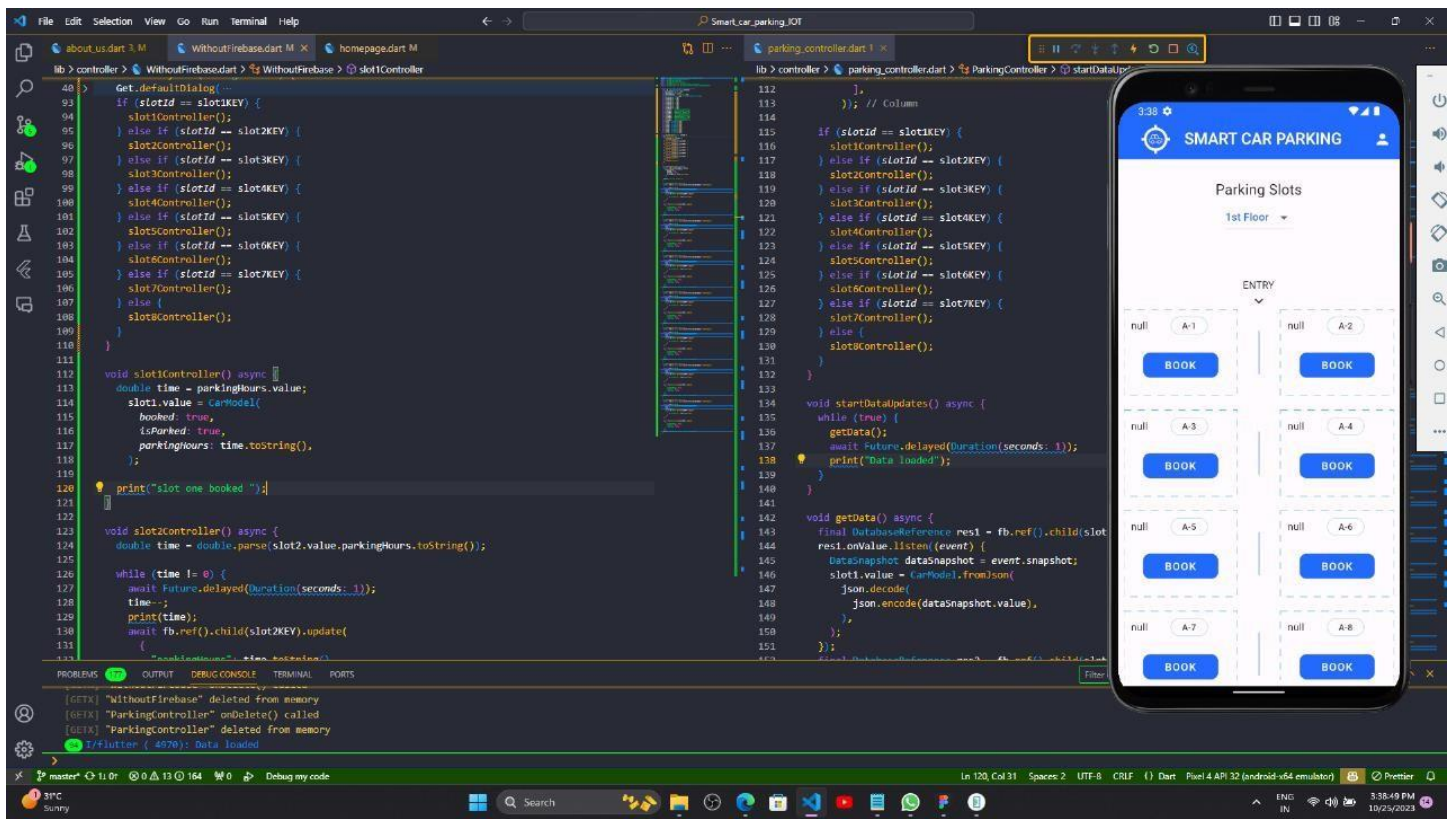 File Edit Selection View Go Run Terminal Help
Smart_car_parking_IOT
about_us.dart 3, M
WithoutFirebase.dart M
homepage.dart M
lib > controller > WithoutFirebase.dart > WithoutFirebase > slot1Controller
40 Get.defaultDialog(…
93 if (slotId == slot1KEY) {
94 slot1Controller();
95 } else if (slotId == slot2KEY) {
96 slot2Controller();
97 } else if (slotId == slot3KEY) {
98 slot3Controller();
99 } else if (slotId == slot4KEY) {
100 slot4Controller();
101 } else if (slotId == slot5KEY) {
102 slot5Controller();
103 } else if (slotId == slot6KEY) {
104 slot6Controller();
105 } else if (slotId == slot7KEY) {
106 slot7Controller();
107 } else {
108 slot8Controller();
109 }
110 }
111
112 void slot1Controller() async {
113 double time = parkingHours.value;
114 slot1.value = CarModel(
115 booked: true,
116 isParked: true,
117 parkingHours: time.toString(),
118 );
119
120 print("slot one booked ");
121 }
122
123 void slot2Controller() async {
124 double time = double.parse(slot2.value.parkingHours.toString());
125
126 while (time != 0) {
127 await Future.delayed(Duration(seconds: 1));
128 time--;
129 print(time);
130 await fb.ref().child(slot2KEY).update(
131 {
132 "parkingHours": time.toString()
parking_controller.dart 1
lib > controller > parking_controller.dart > ParkingController > startDataUpd
112 ],
113 )); // Column
114
115 if (slotId == slot1KEY) {
116 slot1Controller();
117 } else if (slotId == slot2KEY) {
118 slot2Controller();
119 } else if (slotId == slot3KEY) {
120 slot3Controller();
121 } else if (slotId == slot4KEY) {
122 slot4Controller();
123 } else if (slotId == slot5KEY) {
124 slot5Controller();
125 } else if (slotId == slot6KEY) {
126 slot6Controller();
127 } else if (slotId == slot7KEY) {
128 slot7Controller();
129 } else {
130 slot8Controller();
131 }
132 }
133
134 void startDataUpdates() async {
135 while (true) {
136 getData();
137 await Future.delayed(Duration(seconds: 1));
138 print("Data loaded");
139 }
140 }
141
142 void getData() async {
143 final DatabaseReference res1 = fb.ref().child(slot
144 res1.onValue.listen((event) {
145 DataSnapshot dataSnapshot = event.snapshot;
146 slot1.value = CarModel.fromJson(
147 json.decode(
148 json.encode(dataSnapshot.value),
149 ),
150 );
151 });
3:38
SMART CAR PARKING
Parking Slots
1st Floor
ENTRY
null A-1 null A-2
BOOK BOOK
null A-3 null A-4
BOOK BOOK
null A-5 null A-6
BOOK BOOK
null A-7 null A-8
BOOK BOOK
PROBLEMS 177 OUTPUT DEBUG CONSOLE TERMINAL PORTS
Filter
[GETX] "WithoutFirebase" deleted from memory
[GETX] "ParkingController" onDelete() called
[GETX] "ParkingController" deleted from memory
94 I/flutter ( 4970): Data loaded
master* 1↓ 0↑ 0 13 164 0 Debug my code
Ln 120, Col 31 Spaces: 2 UTF-8 CRLF {} Dart Pixel 4 API 32 (android-x64 emulator) Prettier
31°C
Sunny
Search
ENG
IN
3:38:49 PM
10/25/2023